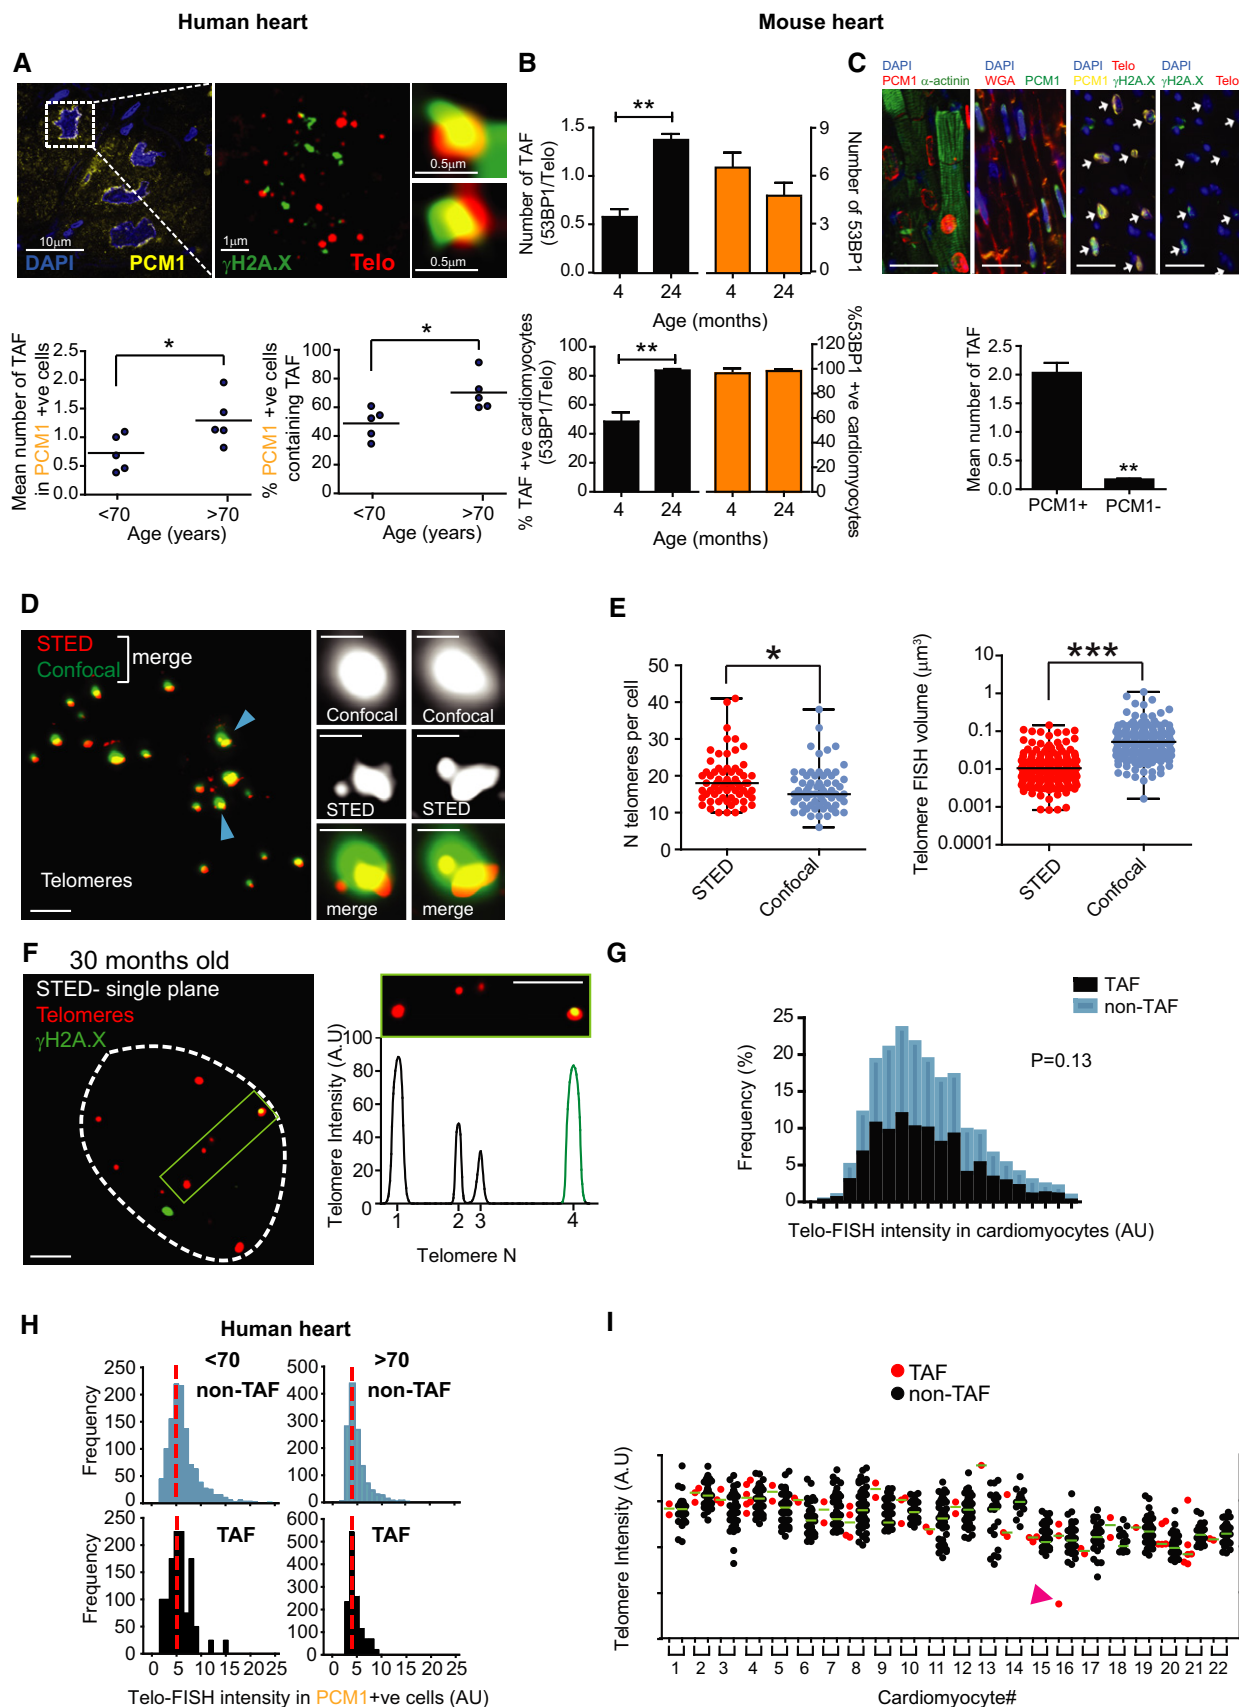 Human heart
Mouse heart
A
10μm
DAPI PCM1
1μm
γH2A.X Telo
0.5μm
0.5μm
Mean number of TAF
in PCM1 +ve cells
2.5
2.0
1.5
1.0
0.5
0.0
*
<70 >70
Age (years)
% PCM1 +ve cells
containing TAF
100
80
60
40
20
0
*
<70 >70
Age (years)
B
Number of TAF
(53BP1/Telo)
1.5
1.0
0.5
0.0
**
9
6
3
0
Number of 53BP1
4 24 4 24
Age (months)
% TAF +ve cardiomyocytes
(53BP1/Telo)
100
80
60
40
20
0
**
120
100
80
60
40
20
0
%53BP1 +ve cardiomyocytes
4 24 4 24
Age (months)
C
DAPI
PCM1 α-actinin
DAPI
WGA PCM1
DAPI Telo
PCM1 γH2A.X
DAPI
γH2A.X Telo
Mean number of TAF
2.5
2.0
1.5
1.0
2.0
0.0
**
PCM1+ PCM1-
D
STED
Confocal
merge
Telomeres
Confocal
Confocal
STED
STED
merge
merge
E
N telomeres per cell
50
40
30
20
10
0
*
STED
Confocal
Telomere FISH volume (μm³)
10
1
0.1
0.01
0.001
0.0001
***
STED
Confocal
F
30 months old
STED- single plane
Telomeres
γH2A.X
Telomere Intensity (A.U)
100
80
60
40
20
0
1 2 3 4
Telomere N
G
TAF
non-TAF
P=0.13
Frequency (%)
25
20
15
10
5
0
Telo-FISH intensity in cardiomyocytes (AU)
H
Human heart
<70
non-TAF
Frequency
250
200
150
100
50
0
>70
non-TAF
500
400
300
200
100
0
TAF
Frequency
250
200
150
100
50
0
TAF
600
500
400
300
200
100
0
0 5 10 15 20 25
0 5 10 15 20 25
Telo-FISH intensity in PCM1+ve cells (AU)
I
TAF
non-TAF
Telomere Intensity (A.U)
1 2 3 4 5 6 7 8 9 10 11 12 13 14 15 16 17 18 19 20 21 22
Cardiomyocyte#